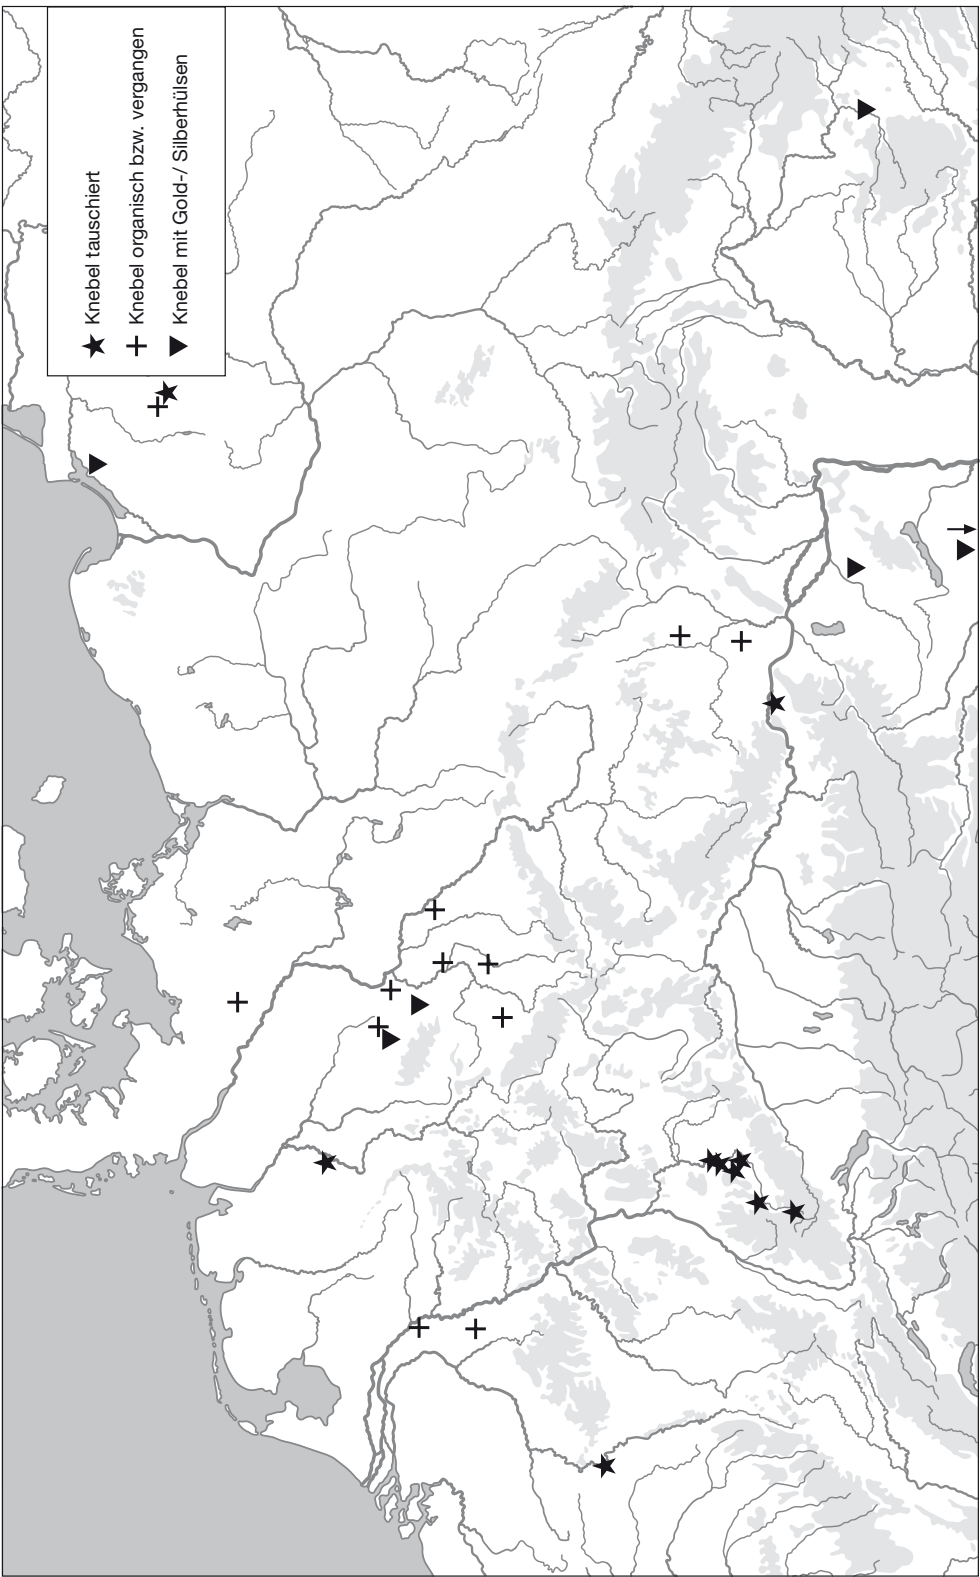 Knebel tauschiert
Knebel organisch bzw. vergangen
Knebel mit Gold-/ Silberhülsen